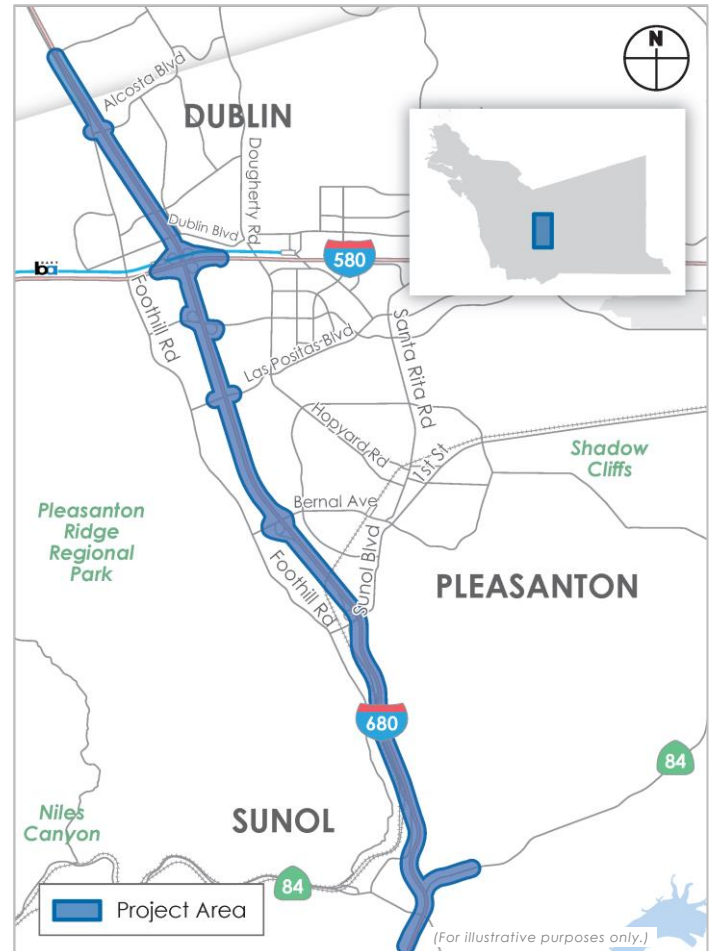 N
Alcosta Blvd
DUBLIN
Dougherty Rd
Dublin Blvd
580
ba
Foothill Rd
Las Positas Blvd
Santa Rita Rd
Hopyard Rd
1st St
Shadow
Cliffs
Pleasanton
Ridge
Regional
Park
Bernal Ave
Foothill Rd
Sunol Blvd
PLEASANTON
680
84
Niles
Canyon
SUNOL
84
Project Area
(For illustrative purposes only.)